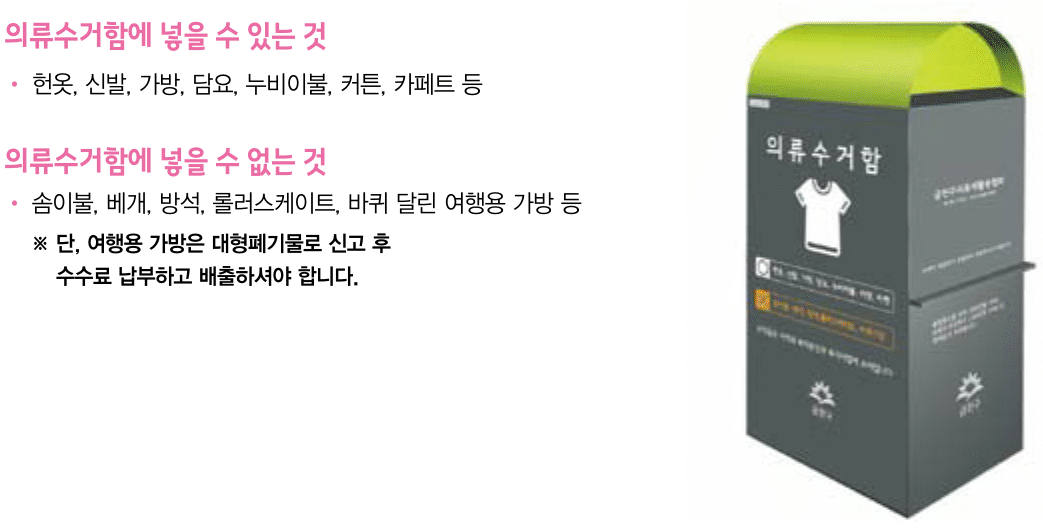 의류수거함에 넣을 수 있는 것
• 헌옷, 신발, 가방, 담요, 누비이불, 커튼, 카페트 등
의류수거함에 넣을 수 없는 것
• 솜이불, 베개, 방석, 롤러스케이트, 바퀴 달린 여행용 가방 등
※ 단, 여행용 가방은 대형폐기물로 신고 후
수수료 납부하고 배출하셔야 합니다.
의류수거함
금천구
금천구